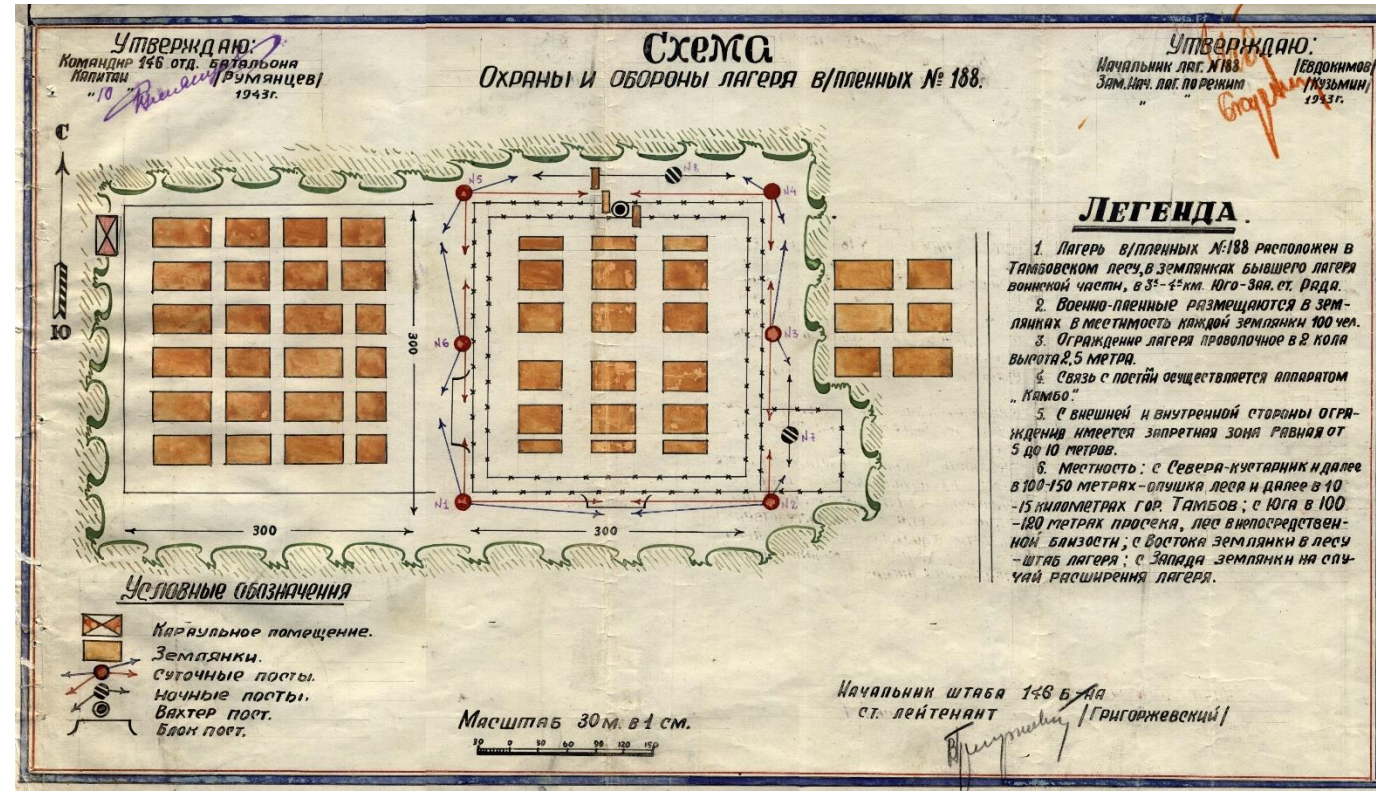 Утверждаю:
Командир 146 отд. батальона
Капитан /Румянцев/
"10 " 1943г.
Схема
Охраны и обороны лагеря в/пленных № 188.
Утверждаю:
Начальник лаг. №188 /Евдокимов/
Зам.Нач. лаг. по режим /Кузьмин/
" " 1943г.
С
Ю
N5
N8
N4
N6
N3
N7
N1
N2
300
300
300
Легенда.
1. Лагерь в/пленных №:188 расположен в
Тамбовском лесу, в землянках бывшего лагеря
воинской части, в 3х-4х км. Юго-Зап. ст. Рада.
2. Военно-пленные размещаются в зем-
лянках в местимость каждой землянки 100 чел.
3. Ограждение лагеря проволочное в 2 кола
высота 2,5 метра.
4. Связь с постами осуществляется аппаратом
„Камбо."
5. С внешней и внутренной стороны огра-
ждения имеется запретная зона равная от
5 до 10 метров.
6. Местность: с Севера-кустарник и далее
в 100-150 метрах-опушка леса и далее в 10
-15 километрах гор. Тамбов; с Юга в 100
-120 метрах просека, лес внепосредствен-
ной близости; с Востока землянки в лесу
-штаб лагеря; с Запада землянки на слу-
чай расширения лагеря.
Условные обозначения
Караульное помещение.
Землянки.
Суточные посты.
Ночные посты.
Вахтер пост.
Блок пост.
Масштаб 30 м. в 1 см.
30 0 30 60 90 120 150
Начальник штаба 146 б-на
ст. лейтенант /Григоржевский/